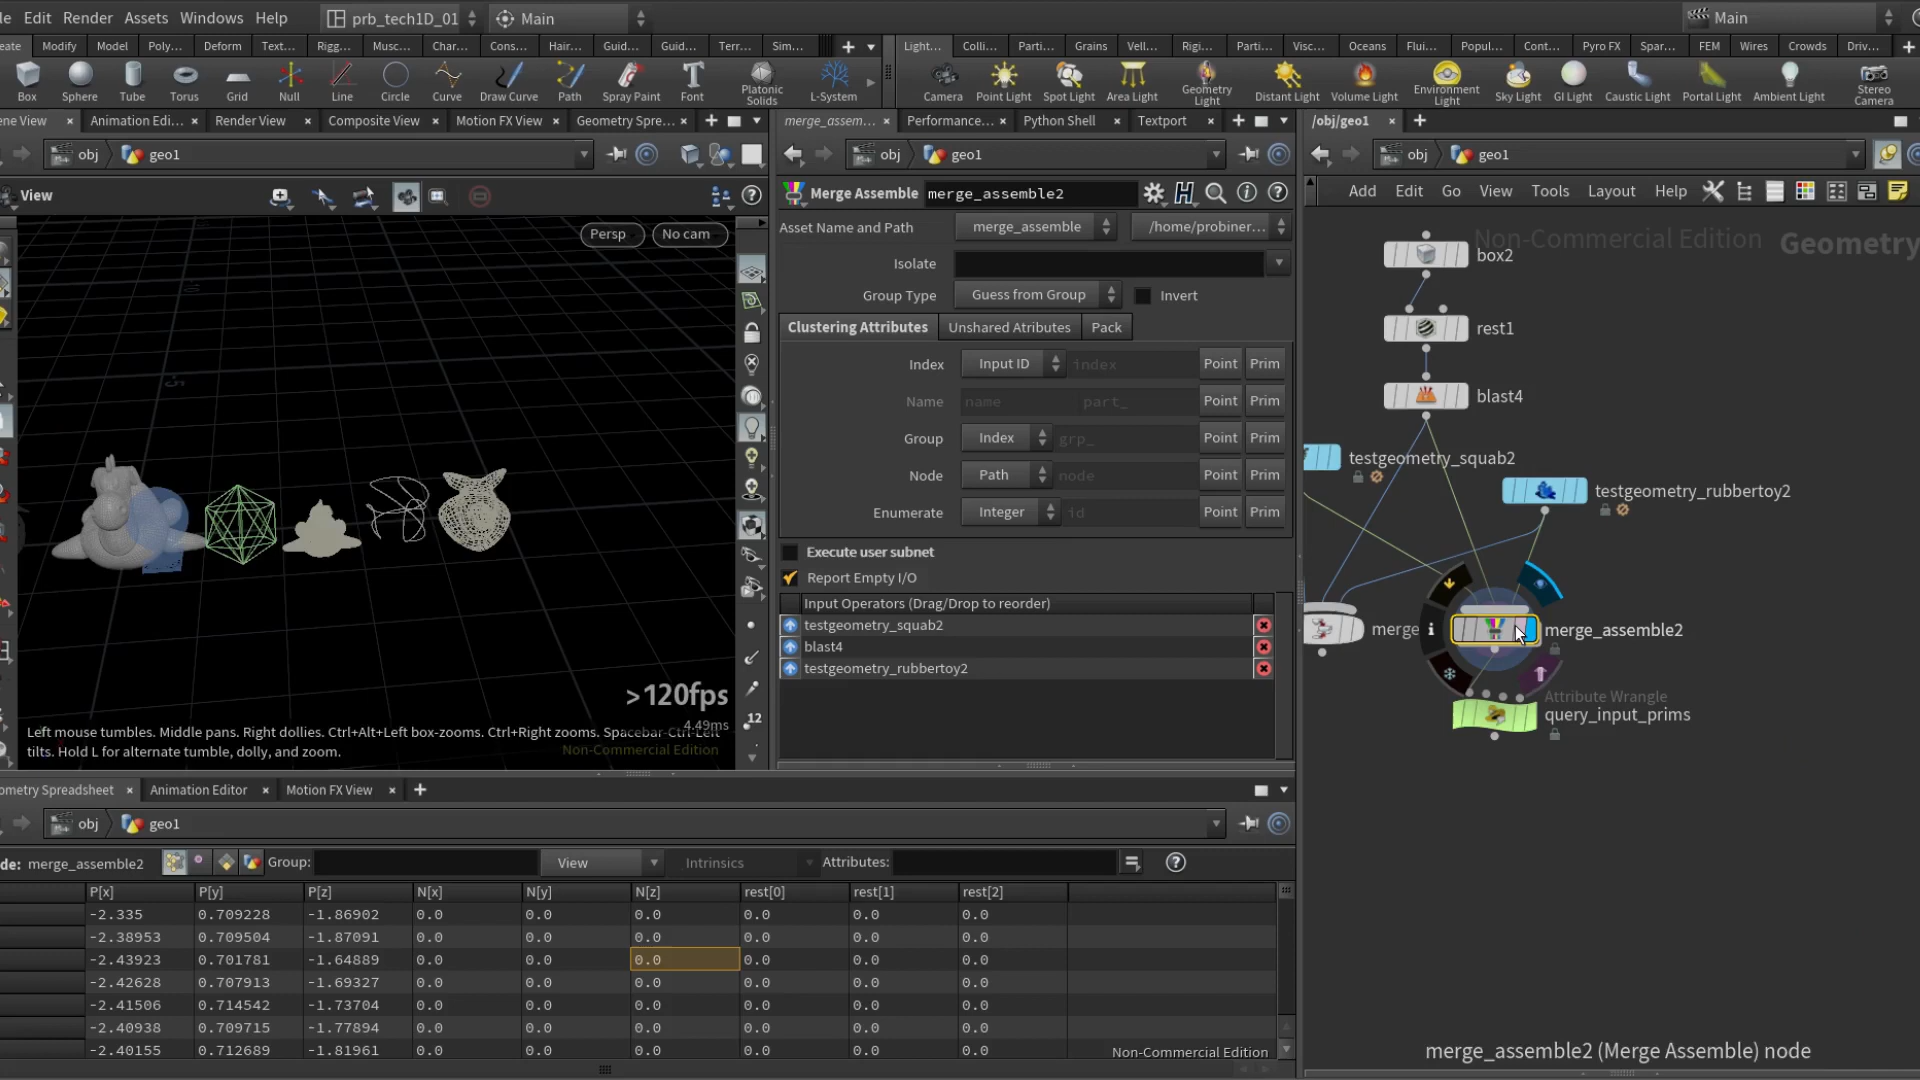 le Edit Render Assets Windows Help prb_tech1D_01 Main Main
eate Modify Model Poly... Deform Text... Rigg... Musc... Char... Cons... Hair... Guid... Guid... Terr... Sim... Light... Colli... Parti... Grains Vell... Rigi... Parti... Visc... Oceans Flui... Popul... Cont... Pyro FX Spar... FEM Wires Crowds Driv...
Box Sphere Tube Torus Grid Null Line Circle Curve Draw Curve Path Spray Paint Font Platonic Solids L-System Camera Point Light Spot Light Area Light Geometry Light Distant Light Volume Light Environment Light Sky Light GI Light Caustic Light Portal Light Ambient Light Stereo Camera
ene View Animation Edi... Render View Composite View Motion FX View Geometry Spre... merge_assem... Performance... Python Shell Textport /obj/geo1
obj geo1 obj geo1 obj geo1
View
Persp No cam
>120fps
4.49ms
Left mouse tumbles. Middle pans. Right dollies. Ctrl+Alt+Left box-zooms. Ctrl+Right zooms. Spacebar-Ctrl-Left
tilts. Hold L for alternate tumble, dolly, and zoom.
Non-Commercial Edition
12
Merge Assemble merge_assemble2
Asset Name and Path merge_assemble /home/probiner...
Isolate
Group Type Guess from Group Invert
Clustering Attributes Unshared Attributes Pack
Index Input ID index Point Prim
Name name part_ Point Prim
Group Index grp_ Point Prim
Node Path node Point Prim
Enumerate Integer id Point Prim
Execute user subnet
Report Empty I/O
Input Operators (Drag/Drop to reorder)
testgeometry_squab2
blast4
testgeometry_rubbertoy2
Add Edit Go View Tools Layout Help
Non-Commercial Edition Geometry
box2
rest1
blast4
testgeometry_squab2
testgeometry_rubbertoy2
merge
merge_assemble2
Attribute Wrangle
query_input_prims
merge_assemble2 (Merge Assemble) node
ometry Spreadsheet Animation Editor Motion FX View
obj geo1
de: merge_assemble2 Group: View Intrinsics Attributes:
P[x] P[y] P[z] N[x] N[y] N[z] rest[0] rest[1] rest[2]
-2.335 0.709228 -1.86902 0.0 0.0 0.0 0.0 0.0 0.0
-2.38953 0.709504 -1.87091 0.0 0.0 0.0 0.0 0.0 0.0
-2.43923 0.701781 -1.64889 0.0 0.0 0.0 0.0 0.0 0.0
-2.42628 0.707913 -1.69327 0.0 0.0 0.0 0.0 0.0 0.0
-2.41506 0.714542 -1.73704 0.0 0.0 0.0 0.0 0.0 0.0
-2.40938 0.709715 -1.77894 0.0 0.0 0.0 0.0 0.0 0.0
-2.40155 0.712689 -1.81961 0.0 0.0 0.0 0.0 0.0 0.0
Non-Commercial Edition